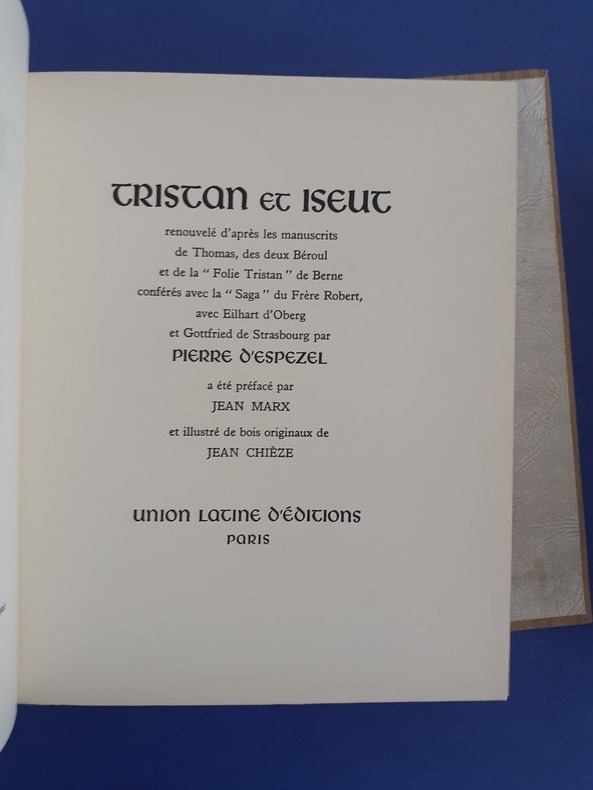 TRISTAN ET ISEUT
renouvelé d'après les manuscrits
de Thomas, des deux Béroul
et de la " Folie Tristan " de Berne
conférés avec la " Saga " du Frère Robert,
avec Eilhart d'Oberg
et Gottfried de Strasbourg par
PIERRE D'ESPEZEL
a été préfacé par
JEAN MARX
et illustré de bois originaux de
JEAN CHIÈZE
UNION LATINE D'ÉDITIONS
PARIS